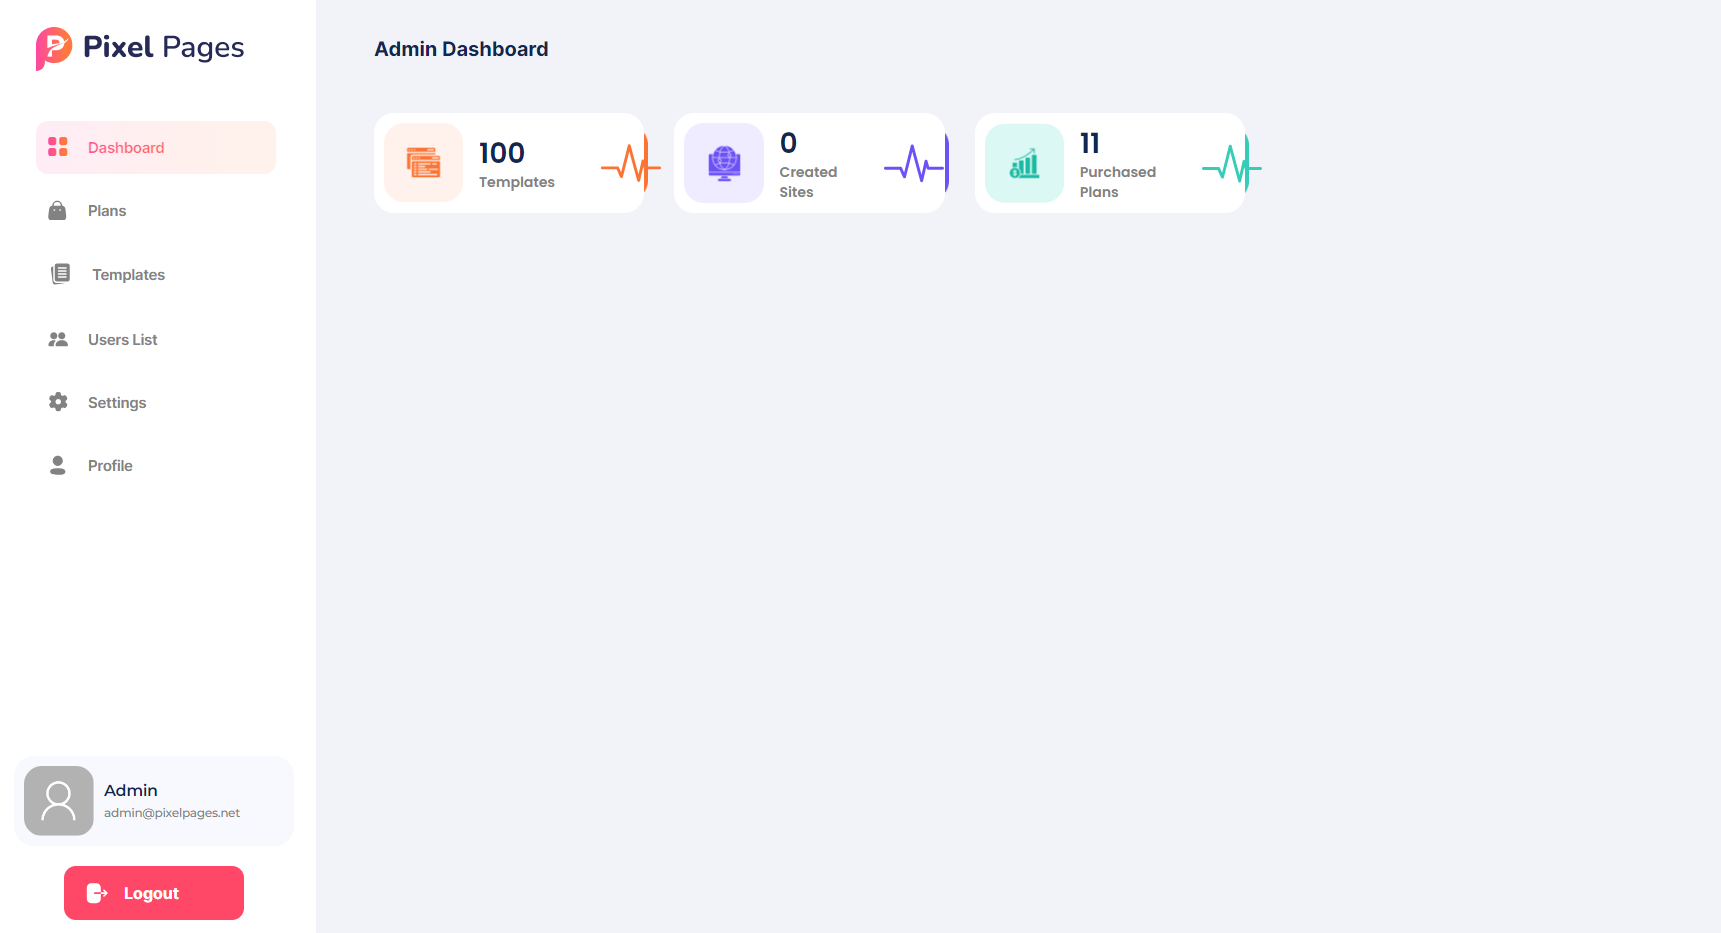 Pixel Pages
Admin Dashboard
Dashboard
Plans
Templates
Users List
Settings
Profile
100
Templates
0
Created
Sites
11
Purchased
Plans
Admin
admin@pixelpages.net
Logout